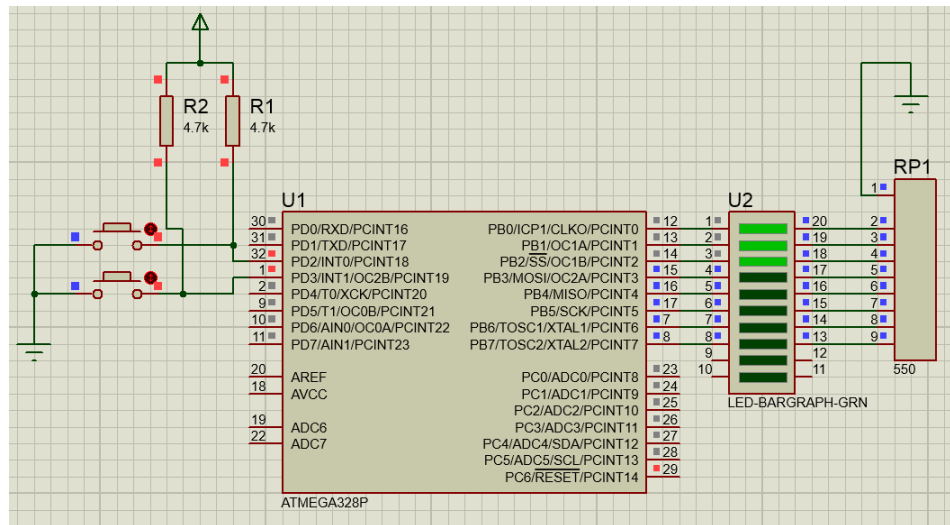 R2
4.7k
R1
4.7k
RP1
550
1
2
3
4
5
6
7
8
9
U1
ATMEGA328P
30 PD0/RXD/PCINT16
31 PD1/TXD/PCINT17
32 PD2/INT0/PCINT18
1 PD3/INT1/OC2B/PCINT19
2 PD4/T0/XCK/PCINT20
9 PD5/T1/OC0B/PCINT21
10 PD6/AIN0/OC0A/PCINT22
11 PD7/AIN1/PCINT23
20 AREF
18 AVCC
19 ADC6
22 ADC7
PB0/ICP1/CLKO/PCINT0 12
PB1/OC1A/PCINT1 13
PB2/SS/OC1B/PCINT2 14
PB3/MOSI/OC2A/PCINT3 15
PB4/MISO/PCINT4 16
PB5/SCK/PCINT5 17
PB6/TOSC1/XTAL1/PCINT6 7
PB7/TOSC2/XTAL2/PCINT7 8
PC0/ADC0/PCINT8 23
PC1/ADC1/PCINT9 24
PC2/ADC2/PCINT10 25
PC3/ADC3/PCINT11 26
PC4/ADC4/SDA/PCINT12 27
PC5/ADC5/SCL/PCINT13 28
PC6/RESET/PCINT14 29
U2
1 20
2 19
3 18
4 17
5 16
6 15
7 14
8 13
9 12
10 11
LED-BARGRAPH-GRN